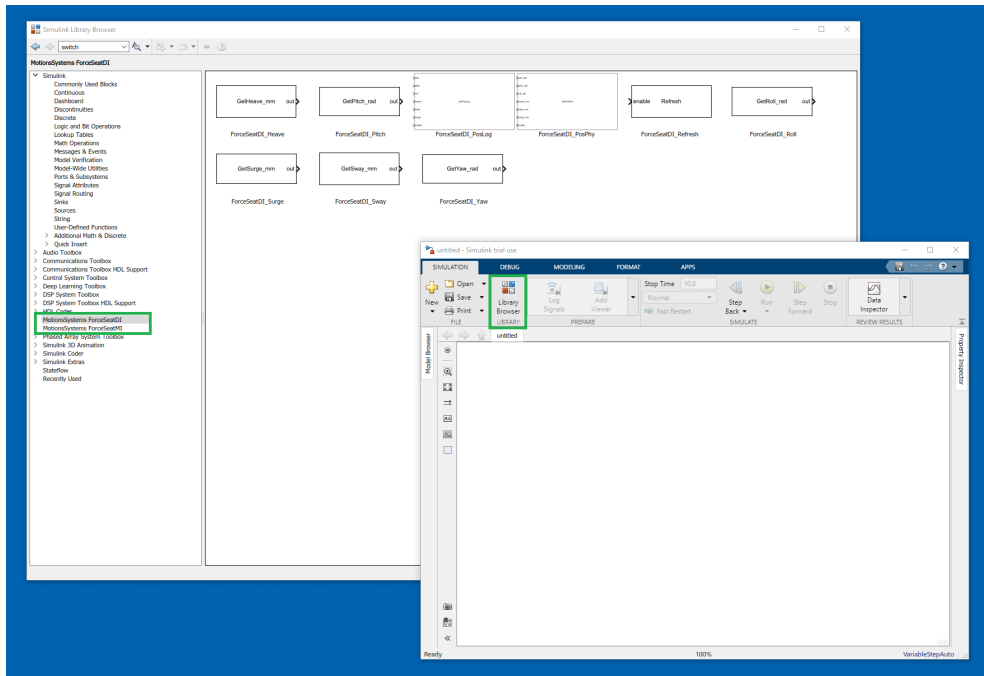 Simulink Library Browser
switch
MotionsSystems ForceSeatDI
Simulink
Commonly Used Blocks
Continuous
Dashboard
Discontinuities
Discrete
Logic and Bit Operations
Lookup Tables
Math Operations
Messages & Events
Model Verification
Model-Wide Utilities
Ports & Subsystems
Signal Attributes
Signal Routing
Sinks
Sources
String
User-Defined Functions
Additional Math & Discrete
Quick Insert
Audio Toolbox
Communications Toolbox
Communications Toolbox HDL Support
Control System Toolbox
Deep Learning Toolbox
DSP System Toolbox
DSP System Toolbox HDL Support
HDL Coder
MotionsSystems ForceSeatDI
MotionsSystems ForceSeatMI
Phased Array System Toolbox
Simulink 3D Animation
Simulink Coder
Simulink Extras
Stateflow
Recently Used
GetHeave_mm out
GetPitch_rad out
enable Refresh
GetRoll_rad out
ForceSeatDI_Heave
ForceSeatDI_Pitch
ForceSeatDI_PosLog
ForceSeatDI_PosPhy
ForceSeatDI_Refresh
ForceSeatDI_Roll
GetSurge_mm out
GetSway_mm out
GetYaw_rad out
ForceSeatDI_Surge
ForceSeatDI_Sway
ForceSeatDI_Yaw
untitled - Simulink trial use
SIMULATION DEBUG MODELING FORMAT APPS
New
Open
Save
Print
FILE
Library Browser
LIBRARY
Log Signals
Add Viewer
PREPARE
Stop Time 10.0
Normal
Fast Restart
Step Back
Run
Step Forward
Stop
SIMULATE
Data Inspector
REVIEW RESULTS
Model Browser
untitled
Property Inspector
Ready
100%
VariableStepAuto